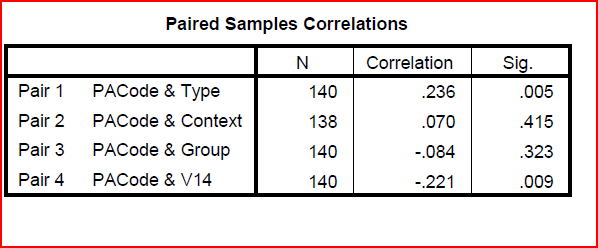 Paired Samples Correlations
N Correlation Sig.
Pair 1 PACode & Type 140 .236 .005
Pair 2 PACode & Context 138 .070 .415
Pair 3 PACode & Group 140 -.084 .323
Pair 4 PACode & V14 140 -.221 .009